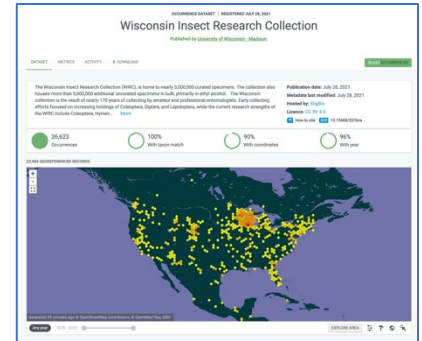 OCCURRENCE DATASET | REGISTERED JULY 28, 2021
Wisconsin Insect Research Collection
Published by University of Wisconsin - Madison
DATASET METRICS ACTIVITY DOWNLOAD
OCCURRENCES
The Wisconsin Insect Research Collection (WIRC), is home to nearly 3,000,000 curated specimens. The collection also
houses more than 5,000,000 additional uncurated specimens in bulk, primarily in ethyl alcohol. The Wisconsin
collection is the result of nearly 170 years of collecting by amateur and professional entomologists. Early collecting
efforts focused on increasing holdings of Coleoptera, Diptera, and Lepidoptera, while the current research strengths of
the WIRC include Coleoptera, Hymen... More
Publication date: July 26, 2021
Metadata last modified: July 28, 2021
Hosted by:
Licence: CC BY 4.0
How to cite
26,623
Occurrences
100%
With taxon match
90%
With coordinates
96%
With year
GEOREFERENCED RECORDS
Any year
EXPLORE AREA